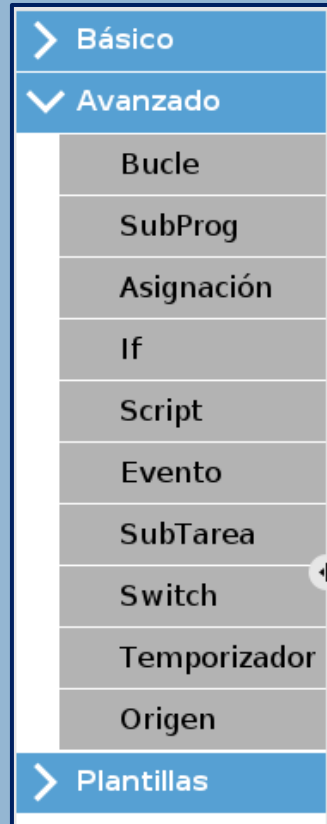 Básico
Avanzado
Bucle
SubProg
Asignación
If
Script
Evento
SubTarea
Switch
Temporizador
Origen
Plantillas